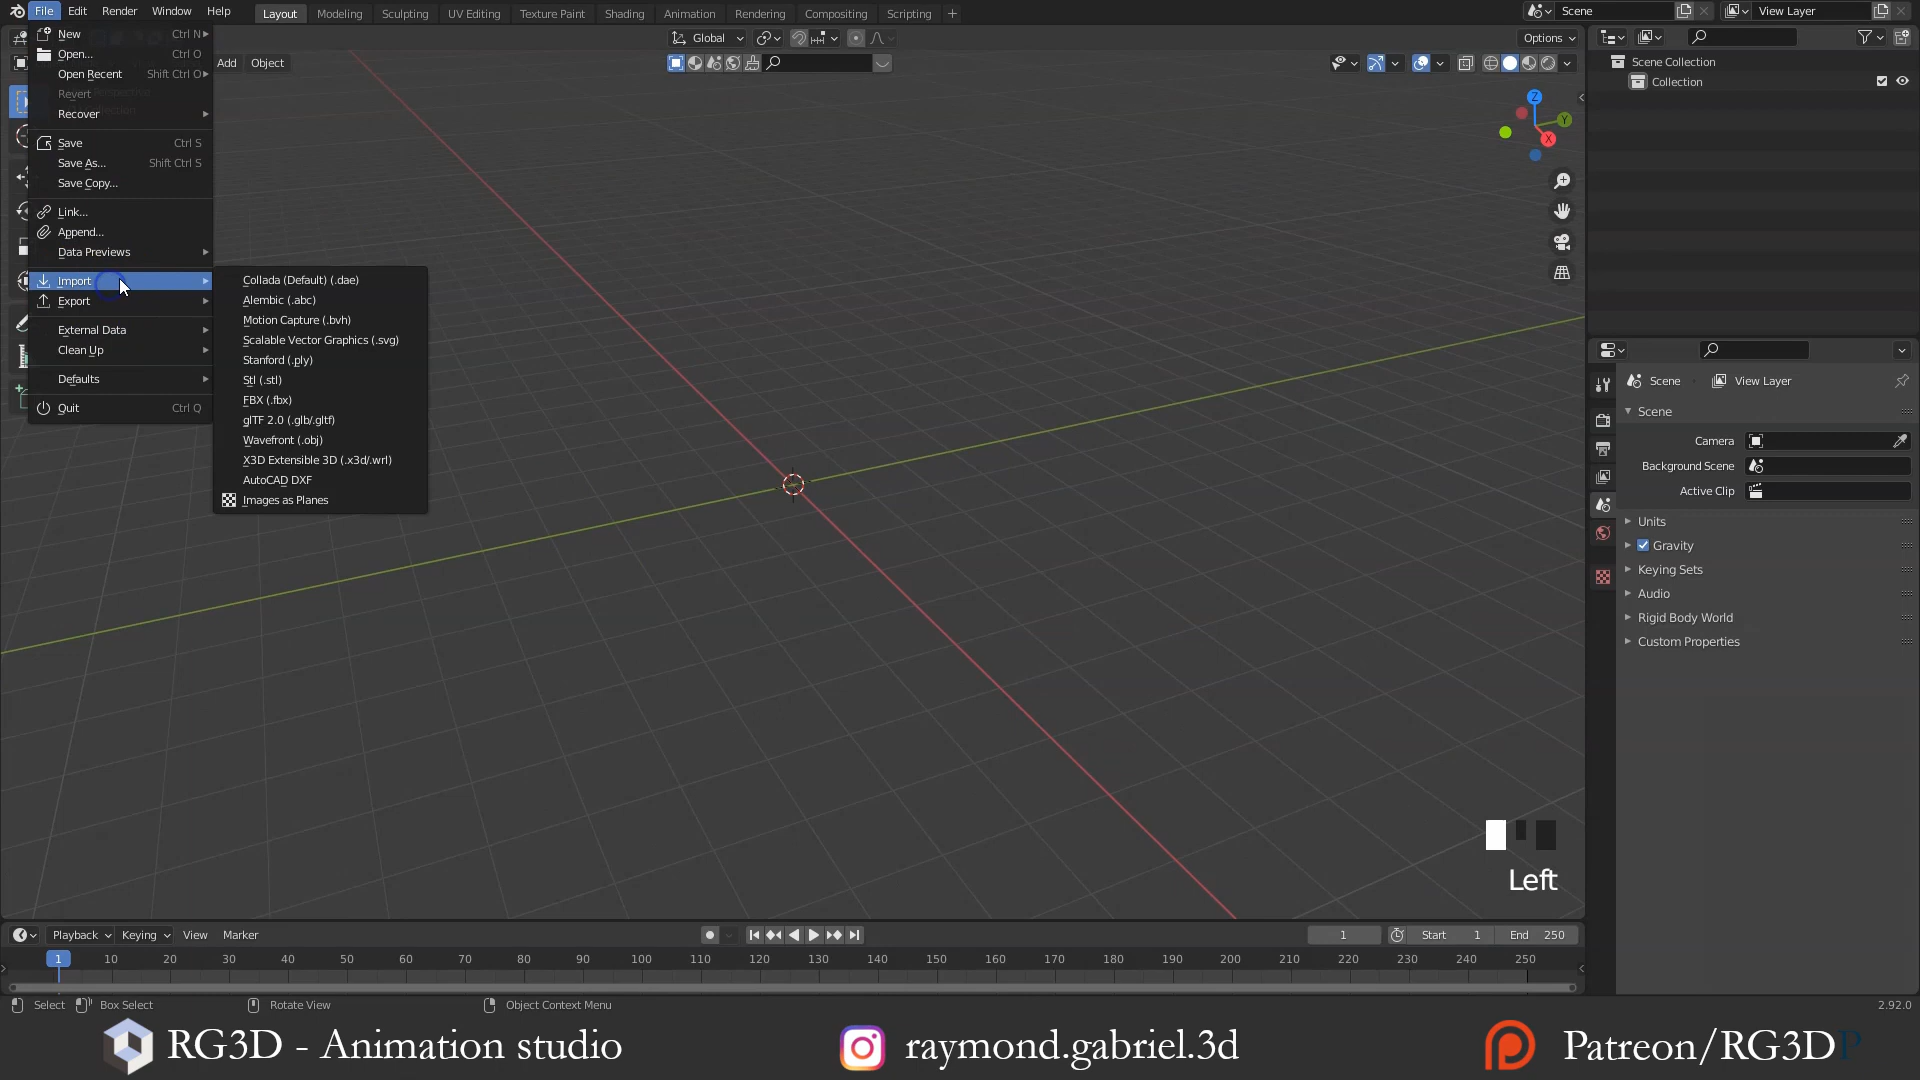 File Edit Render Window Help Layout Modeling Sculpting UV Editing Texture Paint Shading Animation Rendering Compositing Scripting + Scene View Layer
New Ctrl N
Open... Ctrl O
Open Recent Shift Ctrl O
Revert
Recover
Save Ctrl S
Save As... Shift Ctrl S
Save Copy...
Link...
Append...
Data Previews
Import
Export
External Data
Clean Up
Defaults
Quit Ctrl Q
Collada (Default) (.dae)
Alembic (.abc)
Motion Capture (.bvh)
Scalable Vector Graphics (.svg)
Stanford (.ply)
Stl (.stl)
FBX (.fbx)
glTF 2.0 (.glb/.gltf)
Wavefront (.obj)
X3D Extensible 3D (.x3d/.wrl)
AutoCAD DXF
Images as Planes
Global
Options
Add Object
Z
Y
X
Left
Scene Collection
Collection
Scene View Layer
Scene
Camera
Background Scene
Active Clip
Units
Gravity
Keying Sets
Audio
Rigid Body World
Custom Properties
Playback Keying View Marker 1 Start 1 End 250
1 10 20 30 40 50 60 70 80 90 100 110 120 130 140 150 160 170 180 190 200 210 220 230 240 250
Select Box Select Rotate View Object Context Menu 2.92.0
RG3D - Animation studio raymond.gabriel.3d Patreon/RG3DP